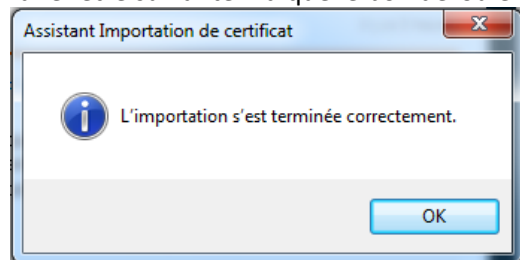 Assistant Importation de certificat
L'importation s'est terminée correctement.
OK